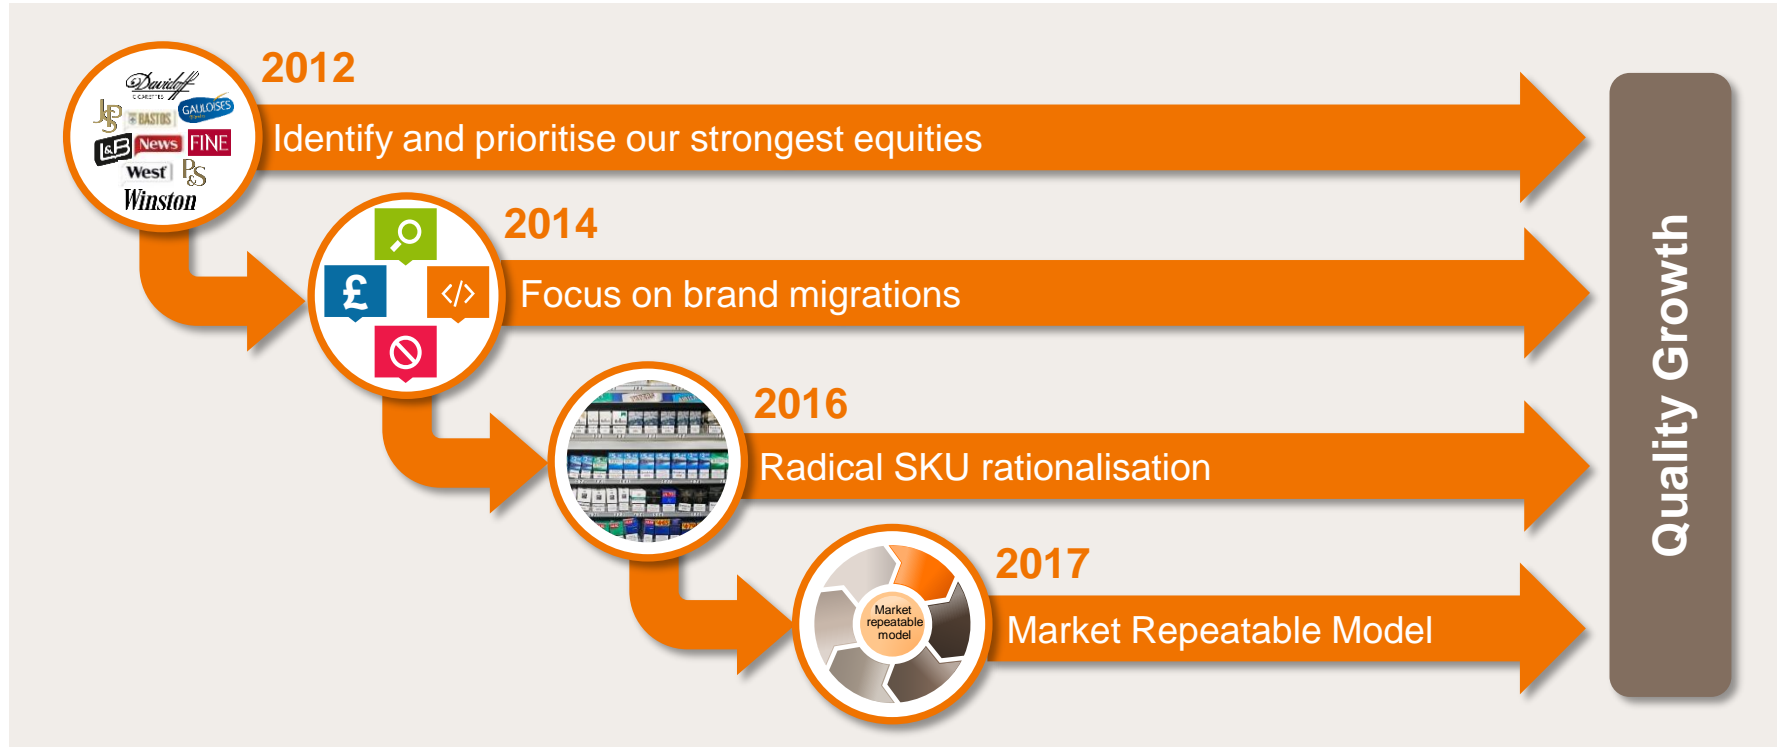 2012
Davidoff
CIGARETTES
JPS
BASTOS
GAULOISES
L&B
News
FINE
West
P&S
Winston
Identify and prioritise our strongest equities
2014
£
</>
Focus on brand migrations
2016
Radical SKU rationalisation
2017
Market
repeatable
model
Market Repeatable Model
Quality Growth